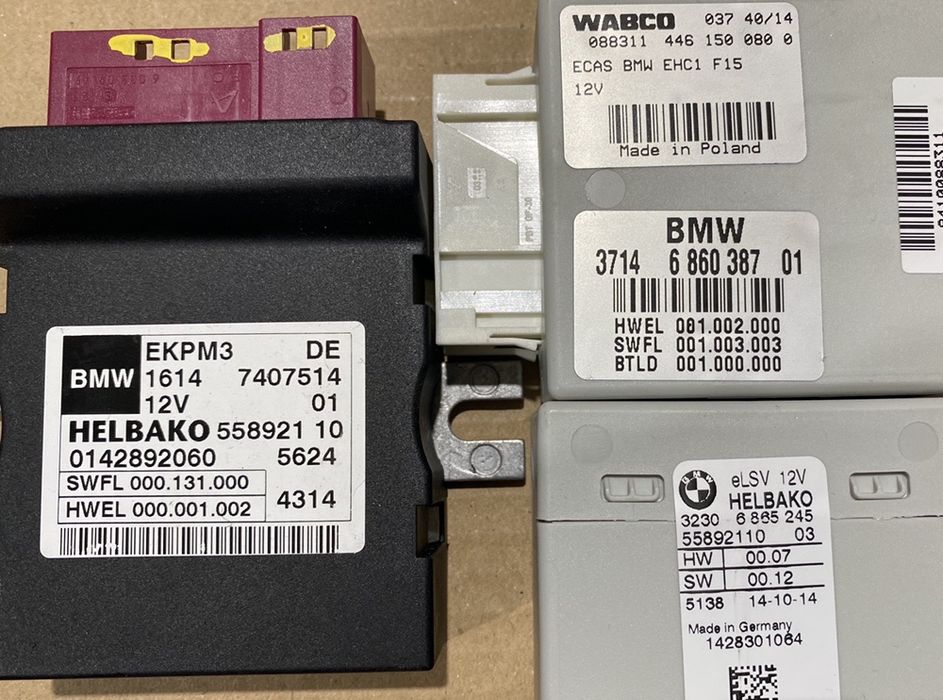 WABCO 037 40/14
088311 446 150 080 0
ECAS BMW EHC1 F15
12V
Made in Poland
BMW
3714 6 860 387 01
HWEL 001.002.000
SWFL 001.003.003
BTLD 001.000.000
BMW
EKPM3 DE
1614 7407514
12V 01
HELBAKO 558921 10
0142892060 5624
SWFL 000.131.000
HWEL 000.001.002
4314
BMW
eLSV 12V
HELBAKO
3230 6 865 245
55892110 03
HW 00.07
SW 00.12
5138 14-10-14
Made in Germany
1428301064